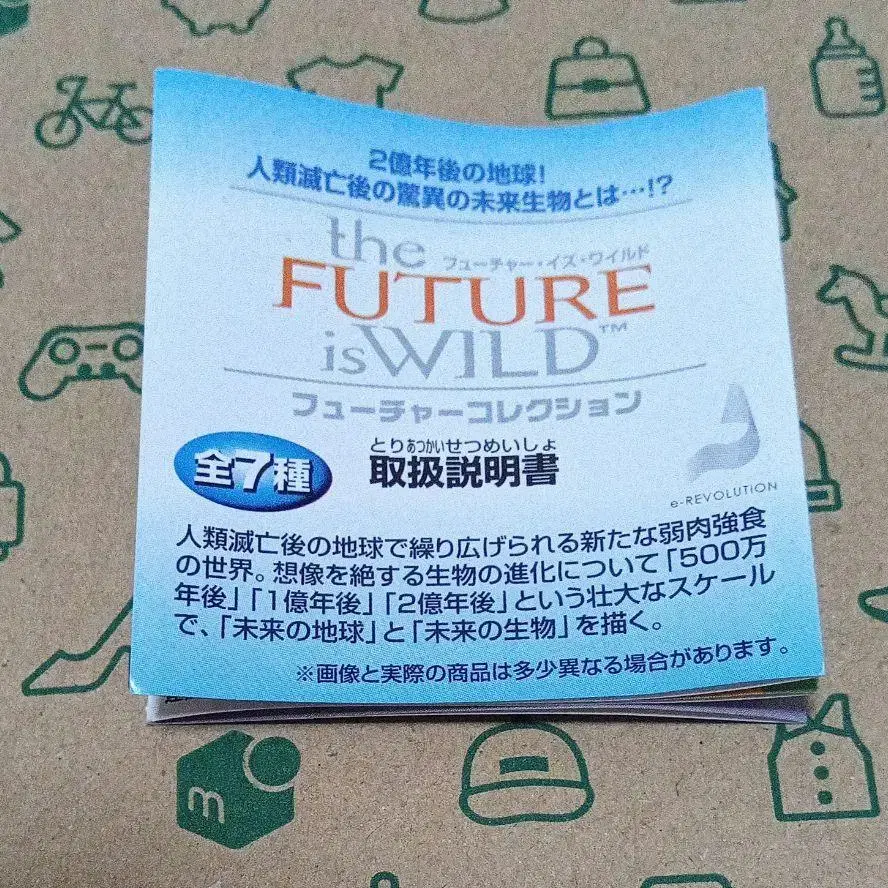 2億年後の地球!
人類滅亡後の驚異の未来生物とは…!?
the フューチャー・イズ・ワイルド
FUTURE
is WILD™
フューチャーコレクション
全7種
とりあつかいせつめいしょ
取扱説明書
e-REVOLUTiON
人類滅亡後の地球で繰り広げられる新たな弱肉強食
の世界。想像を絶する生物の進化について「500万
年後」「1億年後」「2億年後」という壮大なスケール
で、「未来の地球」と「未来の生物」を描く。
※画像と実際の商品は多少異なる場合があります。
m